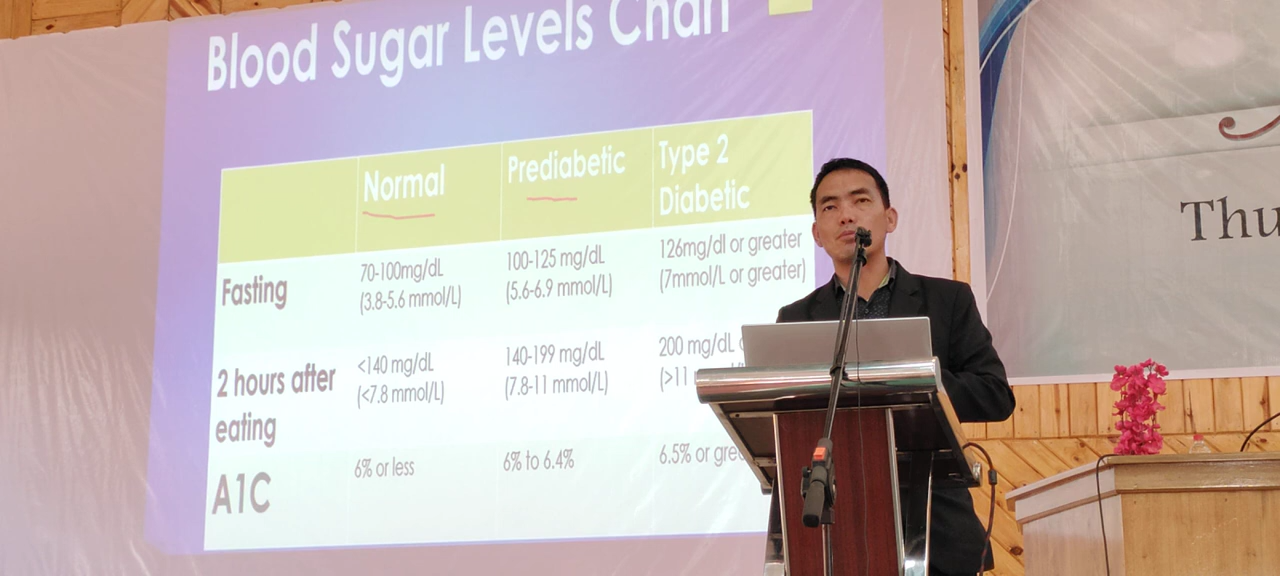 Blood Sugar Levels Chart
Normal
Prediabetic
Type 2
Diabetic
Fasting
70-100mg/dL
(3.8-5.6 mmol/L)
100-125 mg/dL
(5.6-6.9 mmol/L)
126mg/dl or greater
(7mmol/L or greater)
2 hours after
eating
<140 mg/dL
(<7.8 mmol/L)
140-199 mg/dL
(7.8-11 mmol/L)
200 mg/dL
(>11
A1C
6% or less
6% to 6.4%
6.5% or
Thu